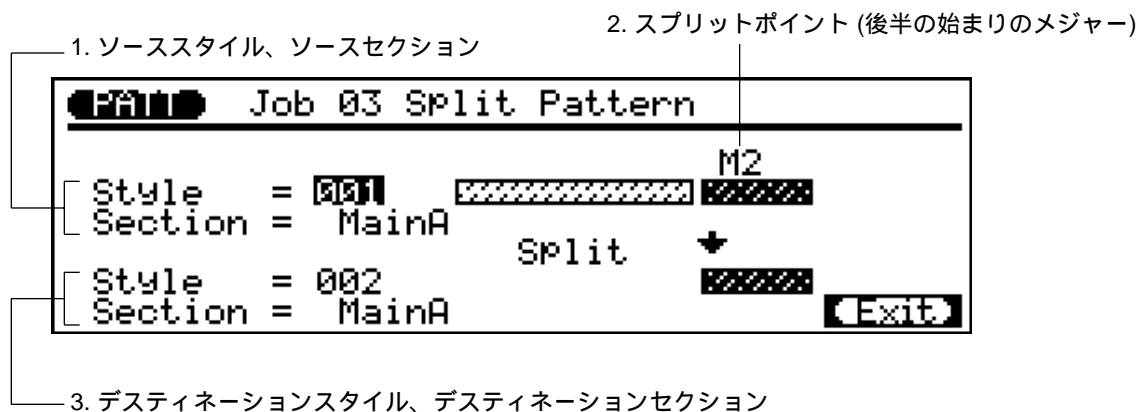 2. スプリットポイント (後半の始まりのメジャー)
1. ソーススタイル、ソースセクション
PATT Job 03 Split Pattern
M2
Style = 001
Section = MainA
Split
Style = 002
Section = MainA
Exit
3. デスティネーションスタイル、デスティネーションセクション